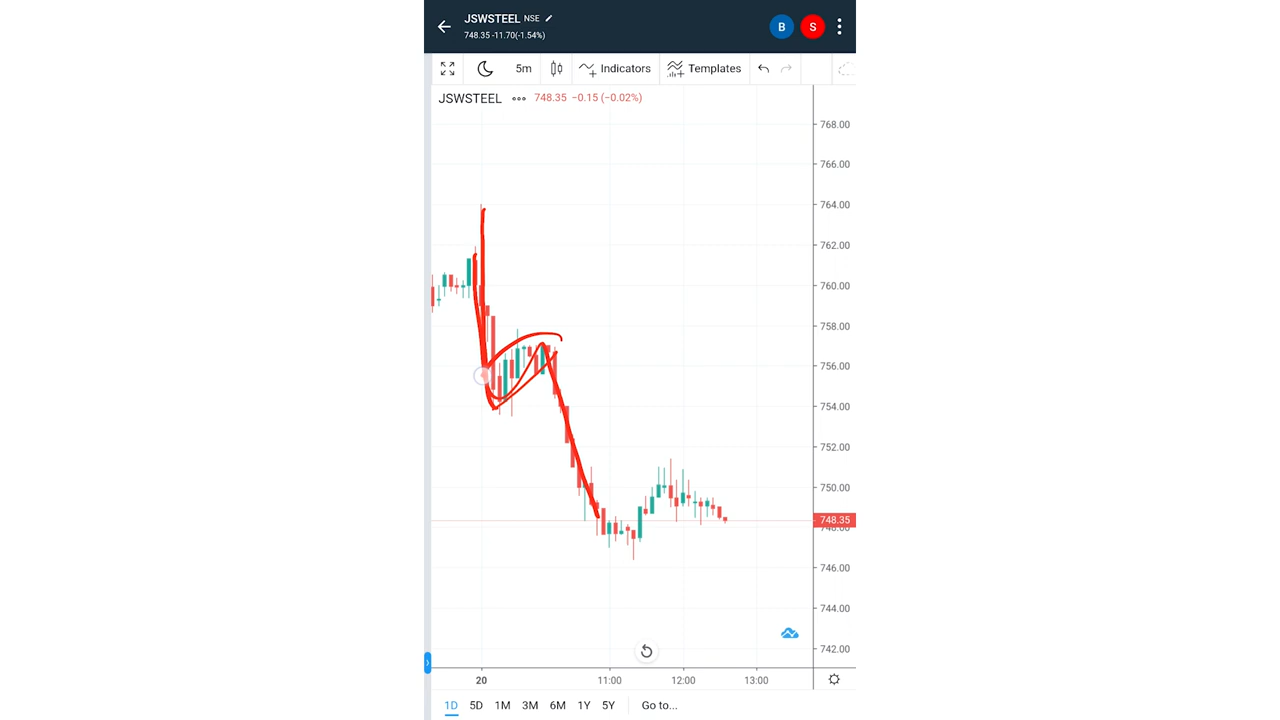 JSWSTEEL NSE
748.35 -11.70(-1.54%)
B
S
5m
Indicators
Templates
JSWSTEEL
748.35 −0.15 (−0.02%)
768.00
766.00
764.00
762.00
760.00
758.00
756.00
754.00
752.00
750.00
748.35
748.00
746.00
744.00
742.00
20
11:00
12:00
13:00
1D 5D 1M 3M 6M 1Y 5Y Go to...